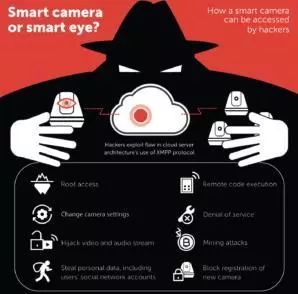 Smart camera
or smart eye?
How a smart camera
can be accessed
by hackers
Hackers exploit flaw in cloud server
architecture's use of XMPP protocol
Root access
Change camera settings
Hijack video and audio stream
Steal personal data, including
users' social network accounts
Remote code execution
Denial of service
Mining attacks
Block registration of
new camera